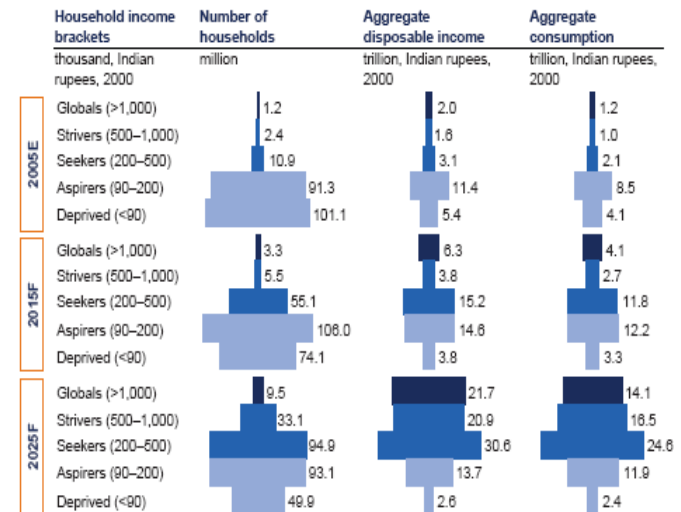 Household income Number of Aggregate Aggregate
brackets households disposable income consumption
thousand, Indian million trillion, Indian rupees, trillion, Indian rupees,
rupees, 2000 2000 2000
2005E
Globals (>1,000) 1.2 2.0 1.2
Strivers (500–1,000) 2.4 1.6 1.0
Seekers (200–500) 10.9 3.1 2.1
Aspirers (90–200) 91.3 11.4 8.5
Deprived (<90) 101.1 5.4 4.1
2015F
Globals (>1,000) 3.3 6.3 4.1
Strivers (500–1,000) 5.5 3.8 2.7
Seekers (200–500) 55.1 15.2 11.8
Aspirers (90–200) 106.0 14.6 12.2
Deprived (<90) 74.1 3.8 3.3
2025F
Globals (>1,000) 9.5 21.7 14.1
Strivers (500–1,000) 33.1 20.9 16.5
Seekers (200–500) 94.9 30.6 24.6
Aspirers (90–200) 93.1 13.7 11.9
Deprived (<90) 49.9 2.6 2.4